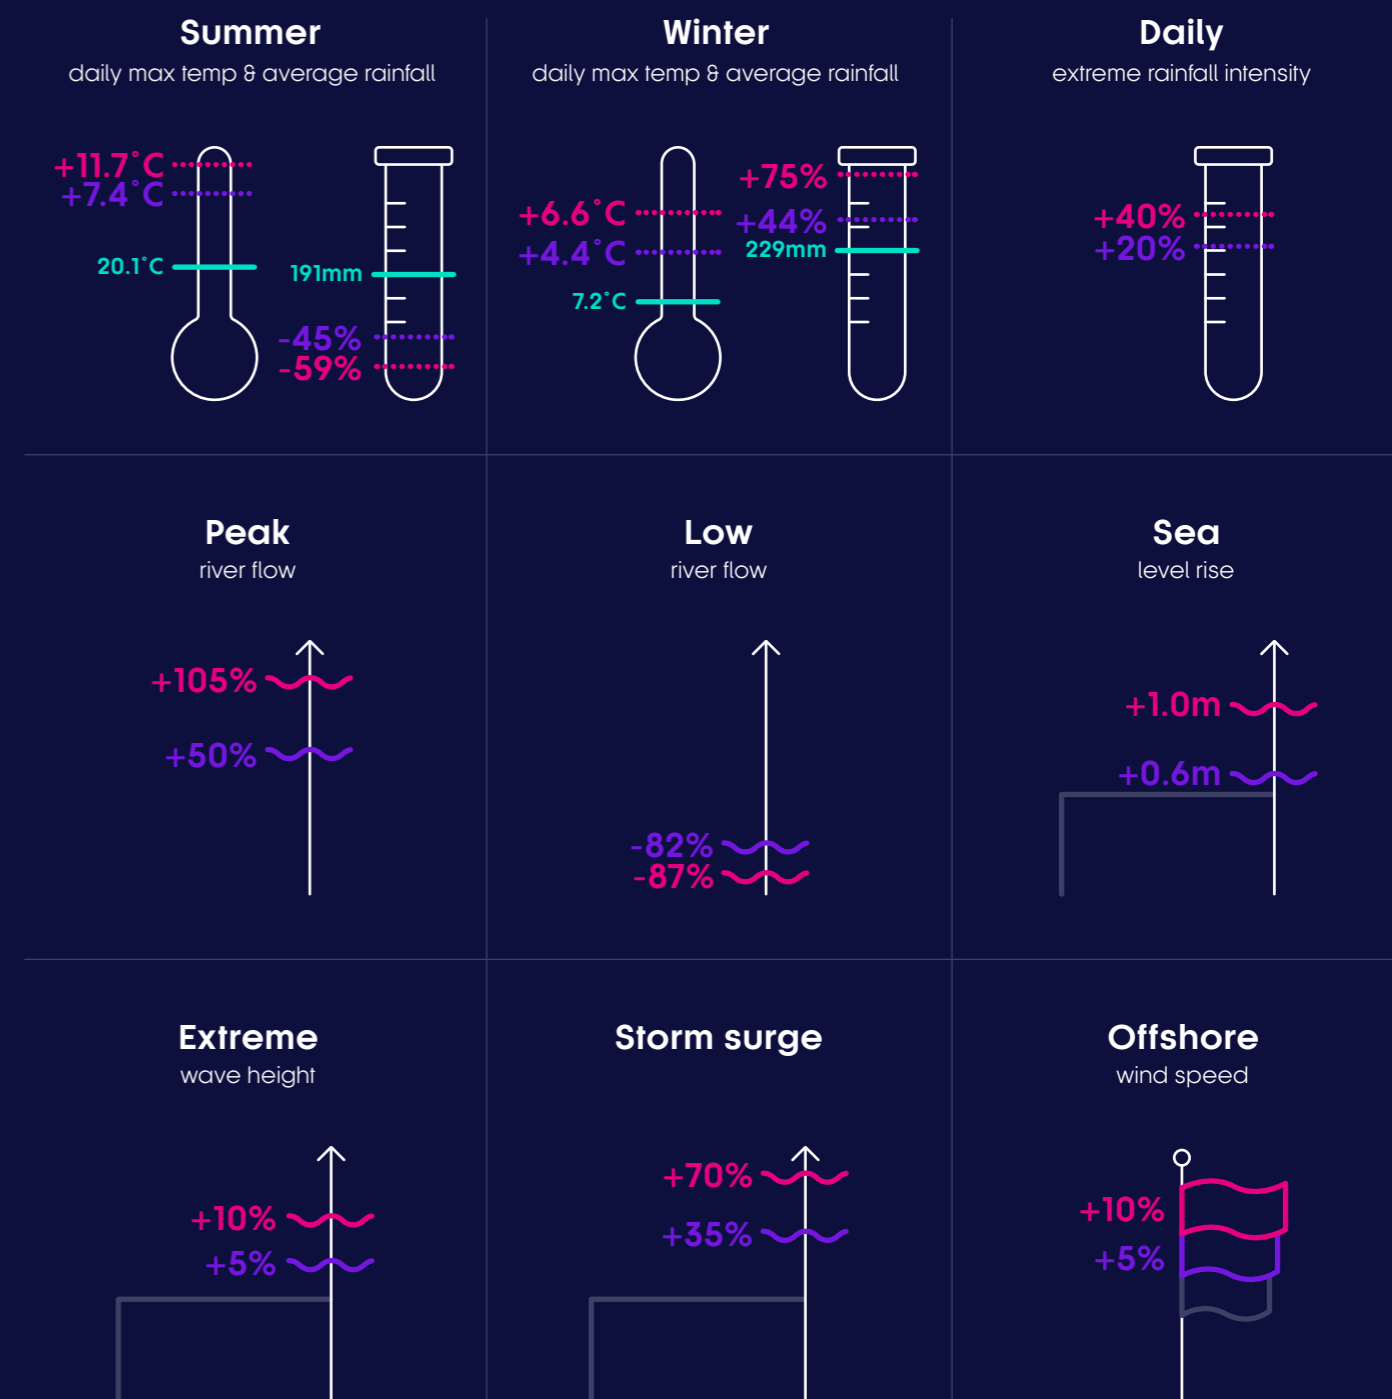 Summer
daily max temp & average rainfall
+11.7°C
+7.4°C
20.1°C
191mm
-45%
-59%
Winter
daily max temp & average rainfall
+6.6°C
+4.4°C
7.2°C
+75%
+44%
229mm
Daily
extreme rainfall intensity
+40%
+20%
Peak
river flow
+105%
+50%
Low
river flow
-82%
-87%
Sea
level rise
+1.0m
+0.6m
Extreme
wave height
+10%
+5%
Storm surge
+70%
+35%
Offshore
wind speed
+10%
+5%